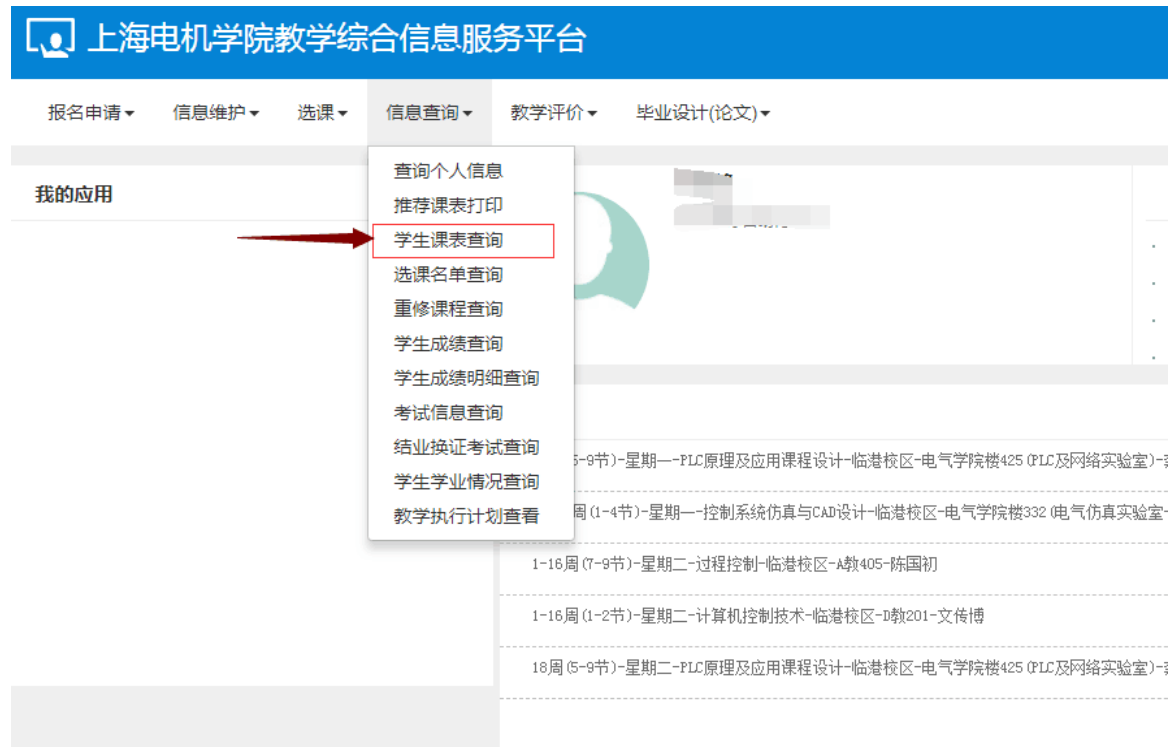 上海电机学院教学综合信息服务平台
报名申请 信息维护 选课 信息查询 教学评价 毕业设计(论文)
我的应用
查询个人信息
推荐课表打印
学生课表查询
选课名单查询
重修课程查询
学生成绩查询
学生成绩明细查询
考试信息查询
结业换证考试查询
学生学业情况查询
教学执行计划查看
5-9节)-星期一-PLC原理及应用课程设计-临港校区-电气学院楼425(PLC及网络实验室)-
周(1-4节)-星期一-控制系统仿真与CAD设计-临港校区-电气学院楼332(电气仿真实验室-
1-16周(7-9节)-星期二-过程控制-临港校区-A教405-陈国初
1-16周(1-2节)-星期二-计算机控制技术-临港校区-D教201-文传博
18周(5-9节)-星期二-PLC原理及应用课程设计-临港校区-电气学院楼425(PLC及网络实验室)-